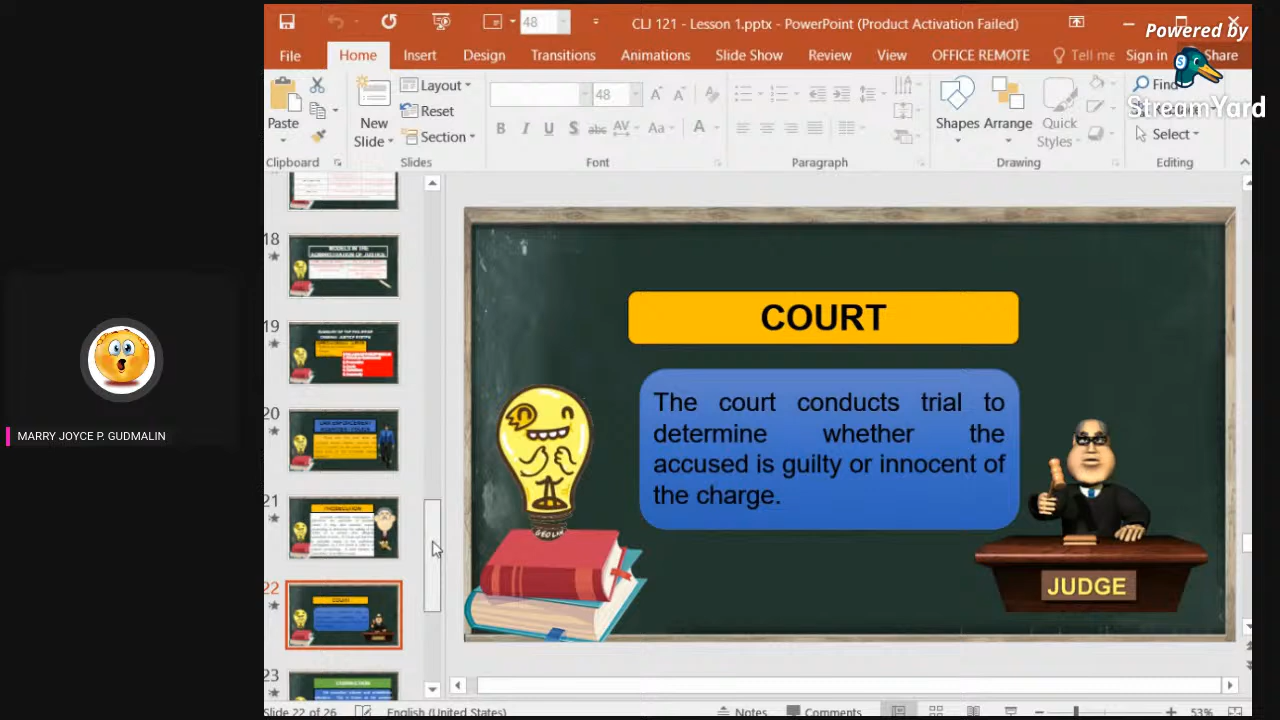 48
CLJ 121 - Lesson 1.pptx - PowerPoint (Product Activation Failed)
Powered by
StreamYard
File Home Insert Design Transitions Animations Slide Show Review View OFFICE REMOTE Tell me Sign in Share
Paste
New
Slide
Layout
Reset
Section
48
B I U S abc AV Aa A
Shapes Arrange Quick
Styles
Find
Select
Clipboard Slides Font Paragraph Drawing Editing
18
19
20
21
22
23
COURT
The court conducts trial to
determine whether the
accused is guilty or innocent of
the charge.
JUDGE
MARRY JOYCE P. GUDMALIN
Slide 22 of 26 English (United States) Notes Comments 53%